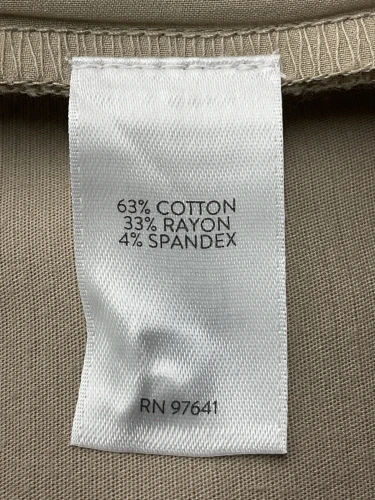 63% COTTON
33% RAYON
4% SPANDEX
RN 97641